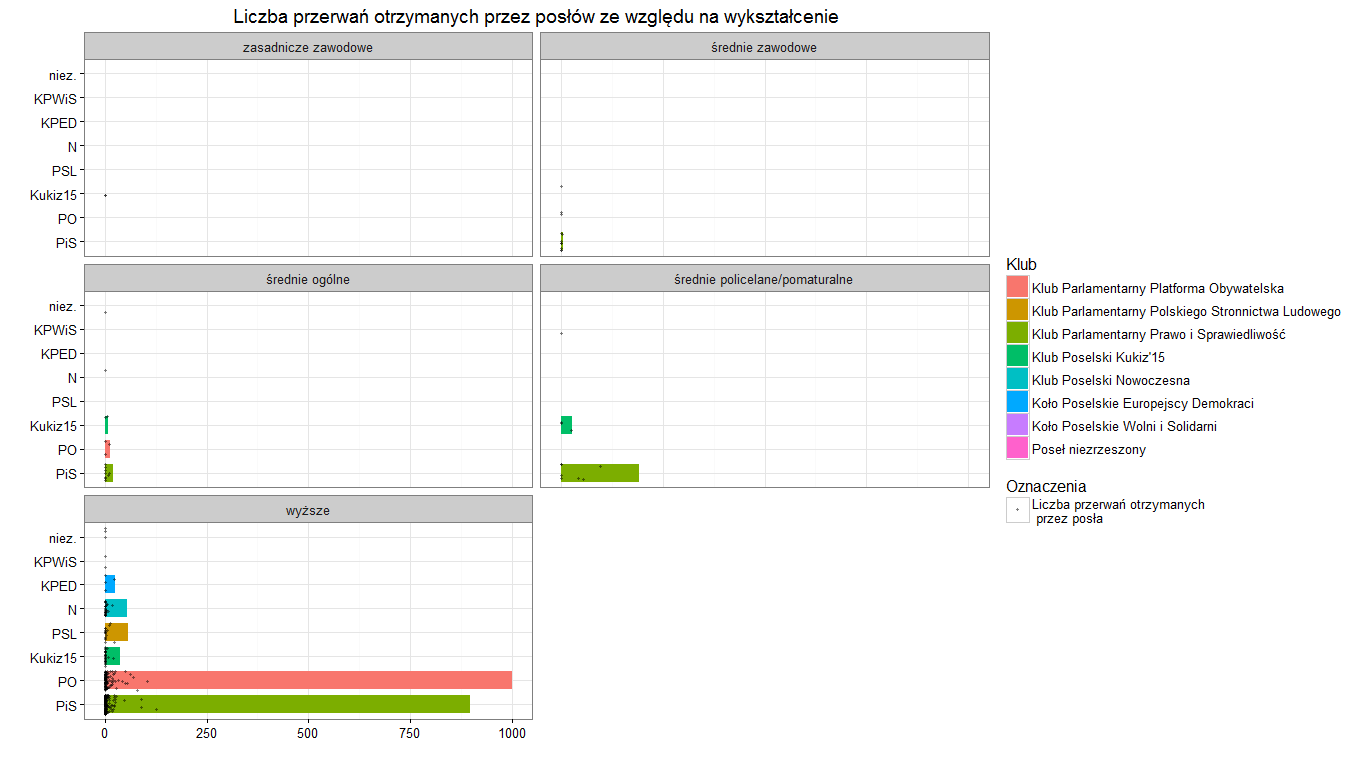 Liczba przerwań otrzymanych przez posłów ze względu na wykształcenie
zasadnicze zawodowe
średnie zawodowe
niez.
KPWiS
KPED
N
PSL
Kukiz15
PO
PiS
średnie ogólne
średnie policelane/pomaturalne
niez.
KPWiS
KPED
N
PSL
Kukiz15
PO
PiS
wyższe
niez.
KPWiS
KPED
N
PSL
Kukiz15
PO
PiS
0 250 500 750 1000
Klub
Klub Parlamentarny Platforma Obywatelska
Klub Parlamentarny Polskiego Stronnictwa Ludowego
Klub Parlamentarny Prawo i Sprawiedliwość
Klub Poselski Kukiz'15
Klub Poselski Nowoczesna
Koło Poselskie Europejscy Demokraci
Koło Poselskie Wolni i Solidarni
Poseł niezrzeszony
Oznaczenia
Liczba przerwań otrzymanych
przez posła